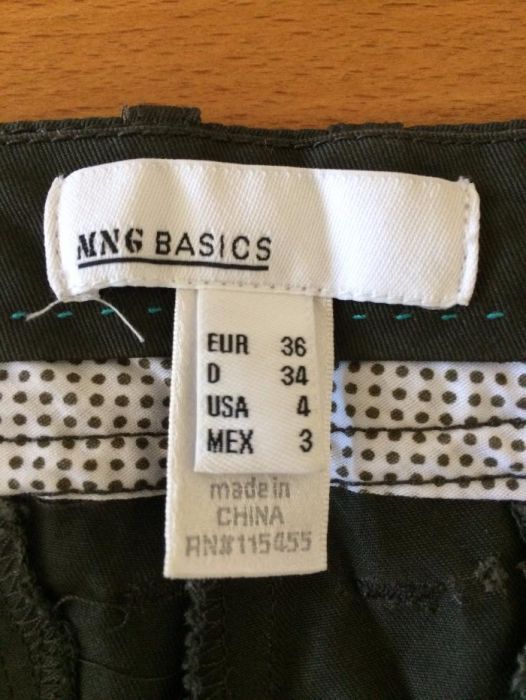 MNG BASICS
EUR 36
D 34
USA 4
MEX 3
made in
CHINA
RN#115455